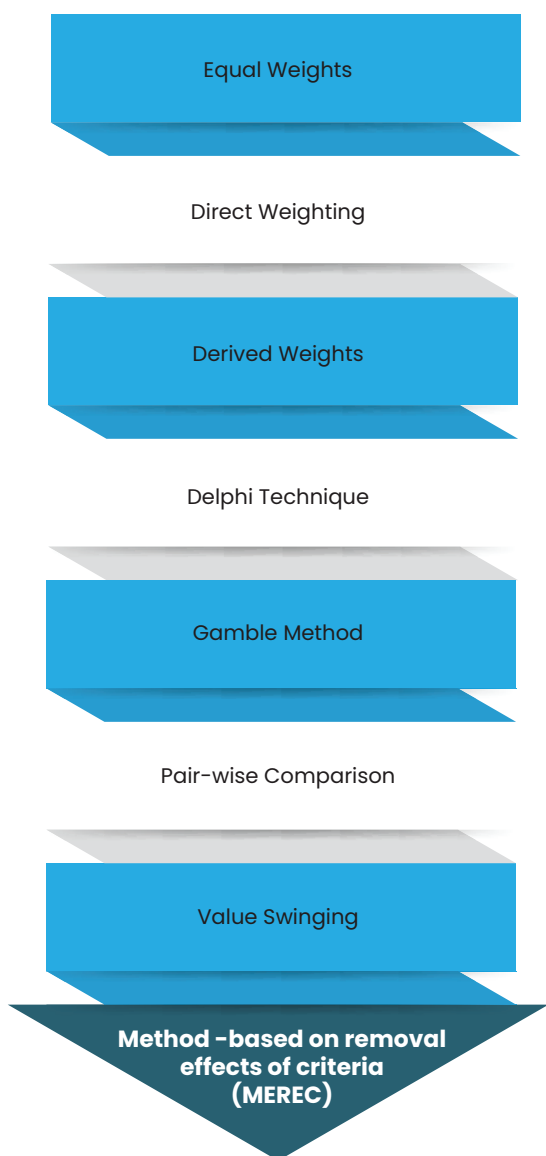 Equal Weights
Direct Weighting
Derived Weights
Delphi Technique
Gamble Method
Pair-wise Comparison
Value Swinging
Method -based on removal
effects of criteria
(MEREC)